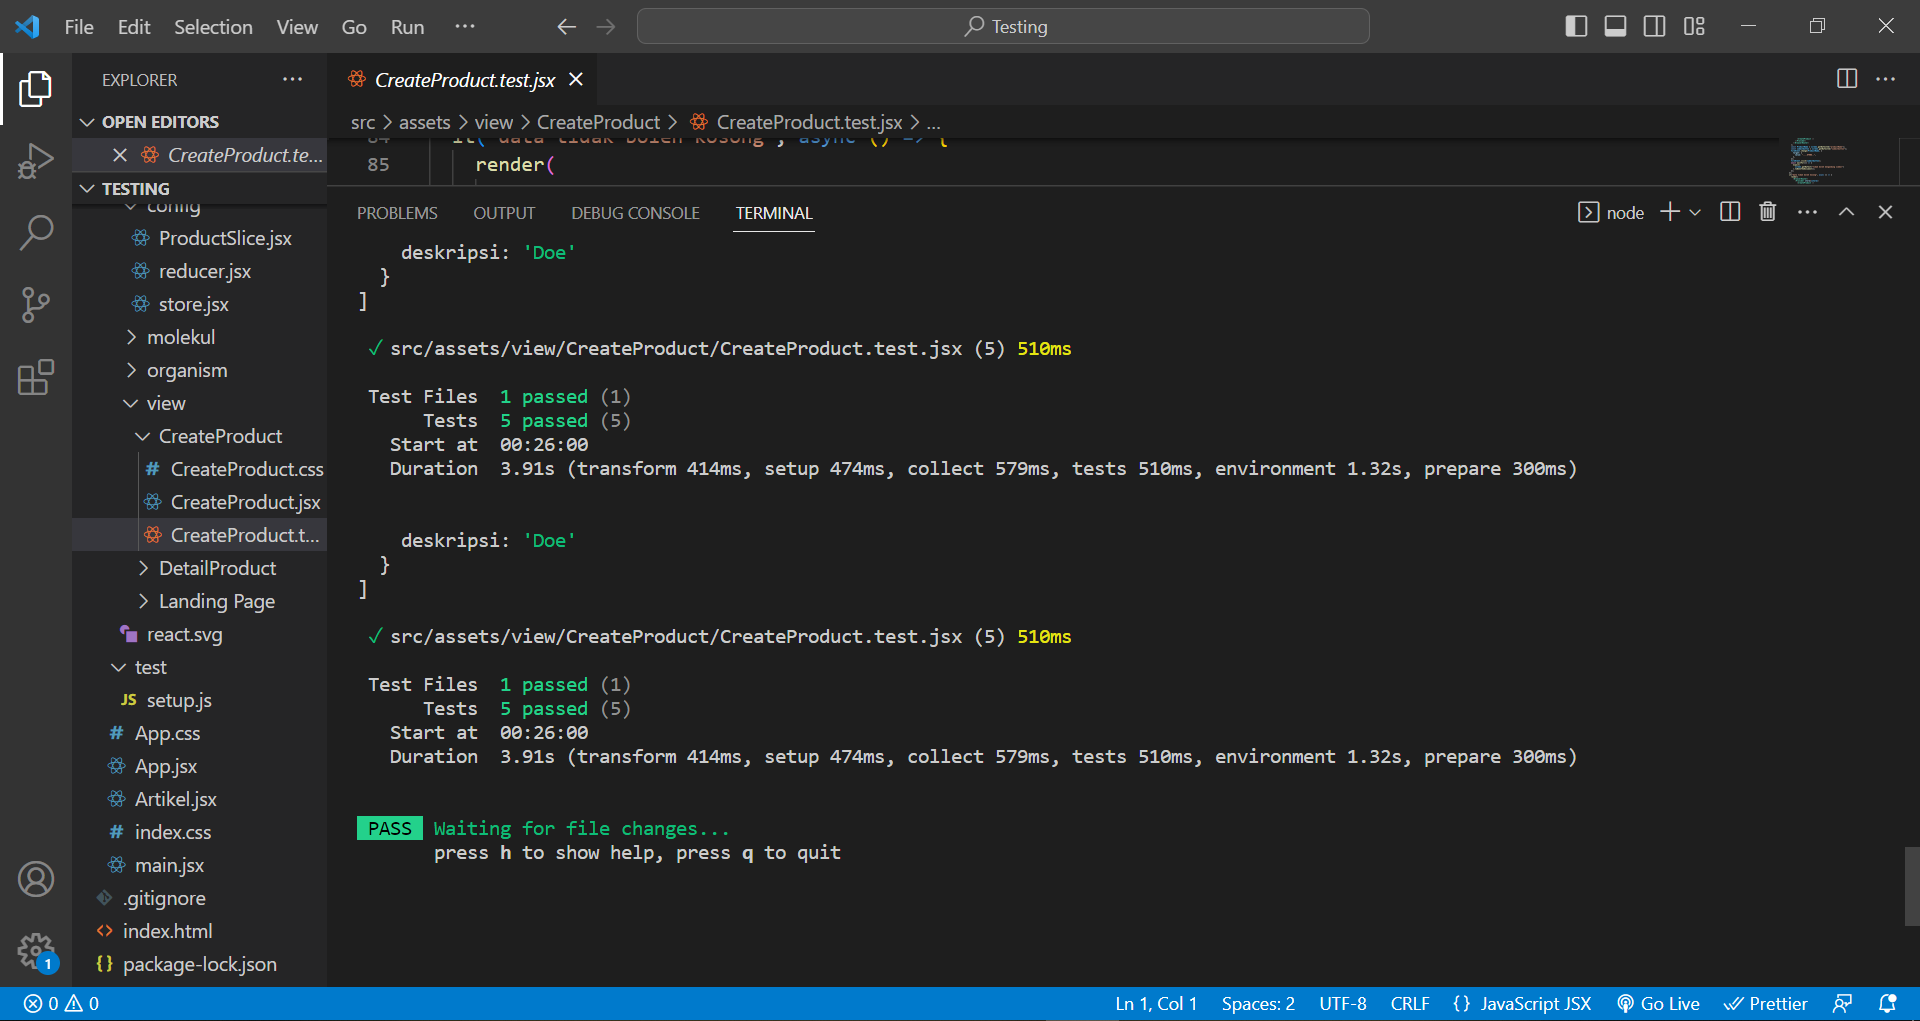 File Edit Selection View Go Run ··· Testing
EXPLORER ···
OPEN EDITORS
CreateProduct.te...
TESTING
config
ProductSlice.jsx
reducer.jsx
store.jsx
molekul
organism
view
CreateProduct
CreateProduct.css
CreateProduct.jsx
CreateProduct.t...
DetailProduct
Landing Page
react.svg
test
JS setup.js
# App.css
App.jsx
Artikel.jsx
# index.css
main.jsx
.gitignore
<> index.html
{} package-lock.json
CreateProduct.test.jsx
src > assets > view > CreateProduct > CreateProduct.test.jsx > ...
84 it("data tidak boleh kosong", async () => {
85 render(
PROBLEMS OUTPUT DEBUG CONSOLE TERMINAL node
deskripsi: 'Doe'
}
]
✓ src/assets/view/CreateProduct/CreateProduct.test.jsx (5) 510ms
Test Files 1 passed (1)
Tests 5 passed (5)
Start at 00:26:00
Duration 3.91s (transform 414ms, setup 474ms, collect 579ms, tests 510ms, environment 1.32s, prepare 300ms)
deskripsi: 'Doe'
}
]
✓ src/assets/view/CreateProduct/CreateProduct.test.jsx (5) 510ms
Test Files 1 passed (1)
Tests 5 passed (5)
Start at 00:26:00
Duration 3.91s (transform 414ms, setup 474ms, collect 579ms, tests 510ms, environment 1.32s, prepare 300ms)
PASS Waiting for file changes...
press h to show help, press q to quit
1
0 0 Ln 1, Col 1 Spaces: 2 UTF-8 CRLF {} JavaScript JSX Go Live Prettier